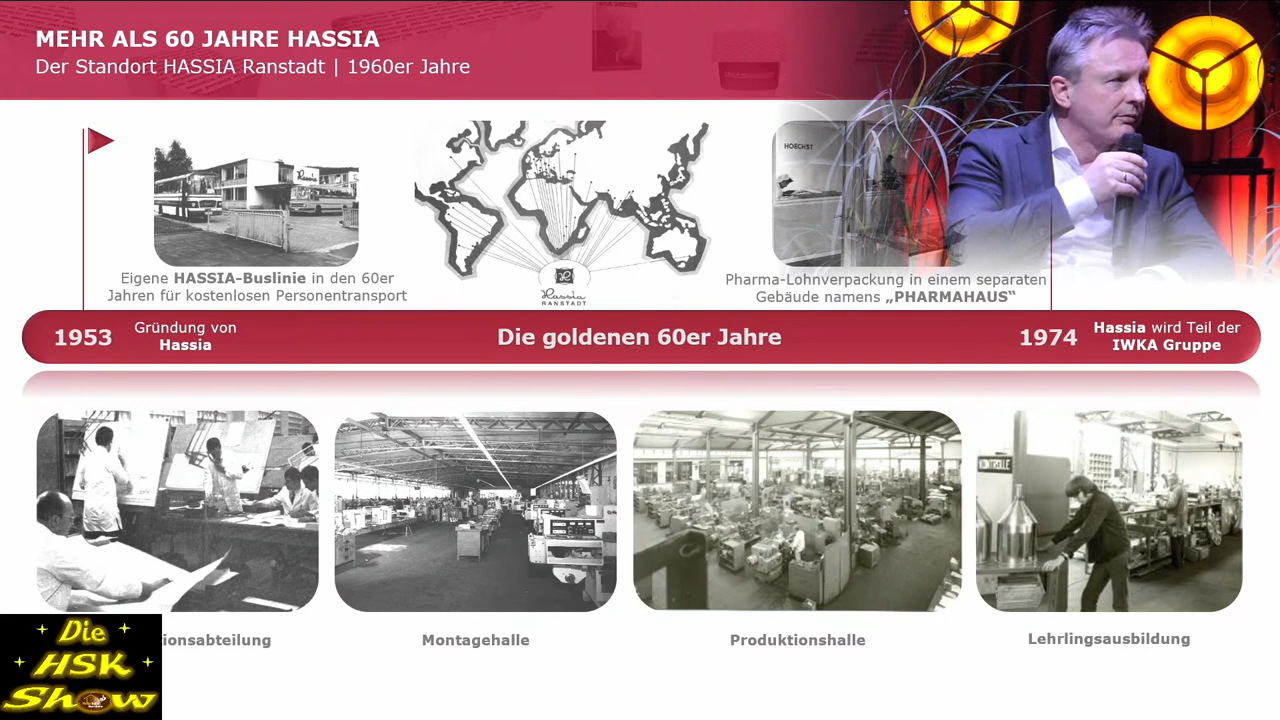 MEHR ALS 60 JAHRE HASSIA
Der Standort HASSIA Ranstadt | 1960er Jahre
Hassia
HOECHST
Hassia
RANSTADT
Eigene HASSIA-Buslinie in den 60er
Jahren für kostenlosen Personentransport
Pharma-Lohnverpackung in einem separaten
Gebäude namens „PHARMAHAUS“
1953
Gründung von
Hassia
Die goldenen 60er Jahre
1974
Hassia wird Teil der
IWKA Gruppe
tionsabteilung
Montagehalle
Produktionshalle
Lehrlingsausbildung
Die
HSK
Show